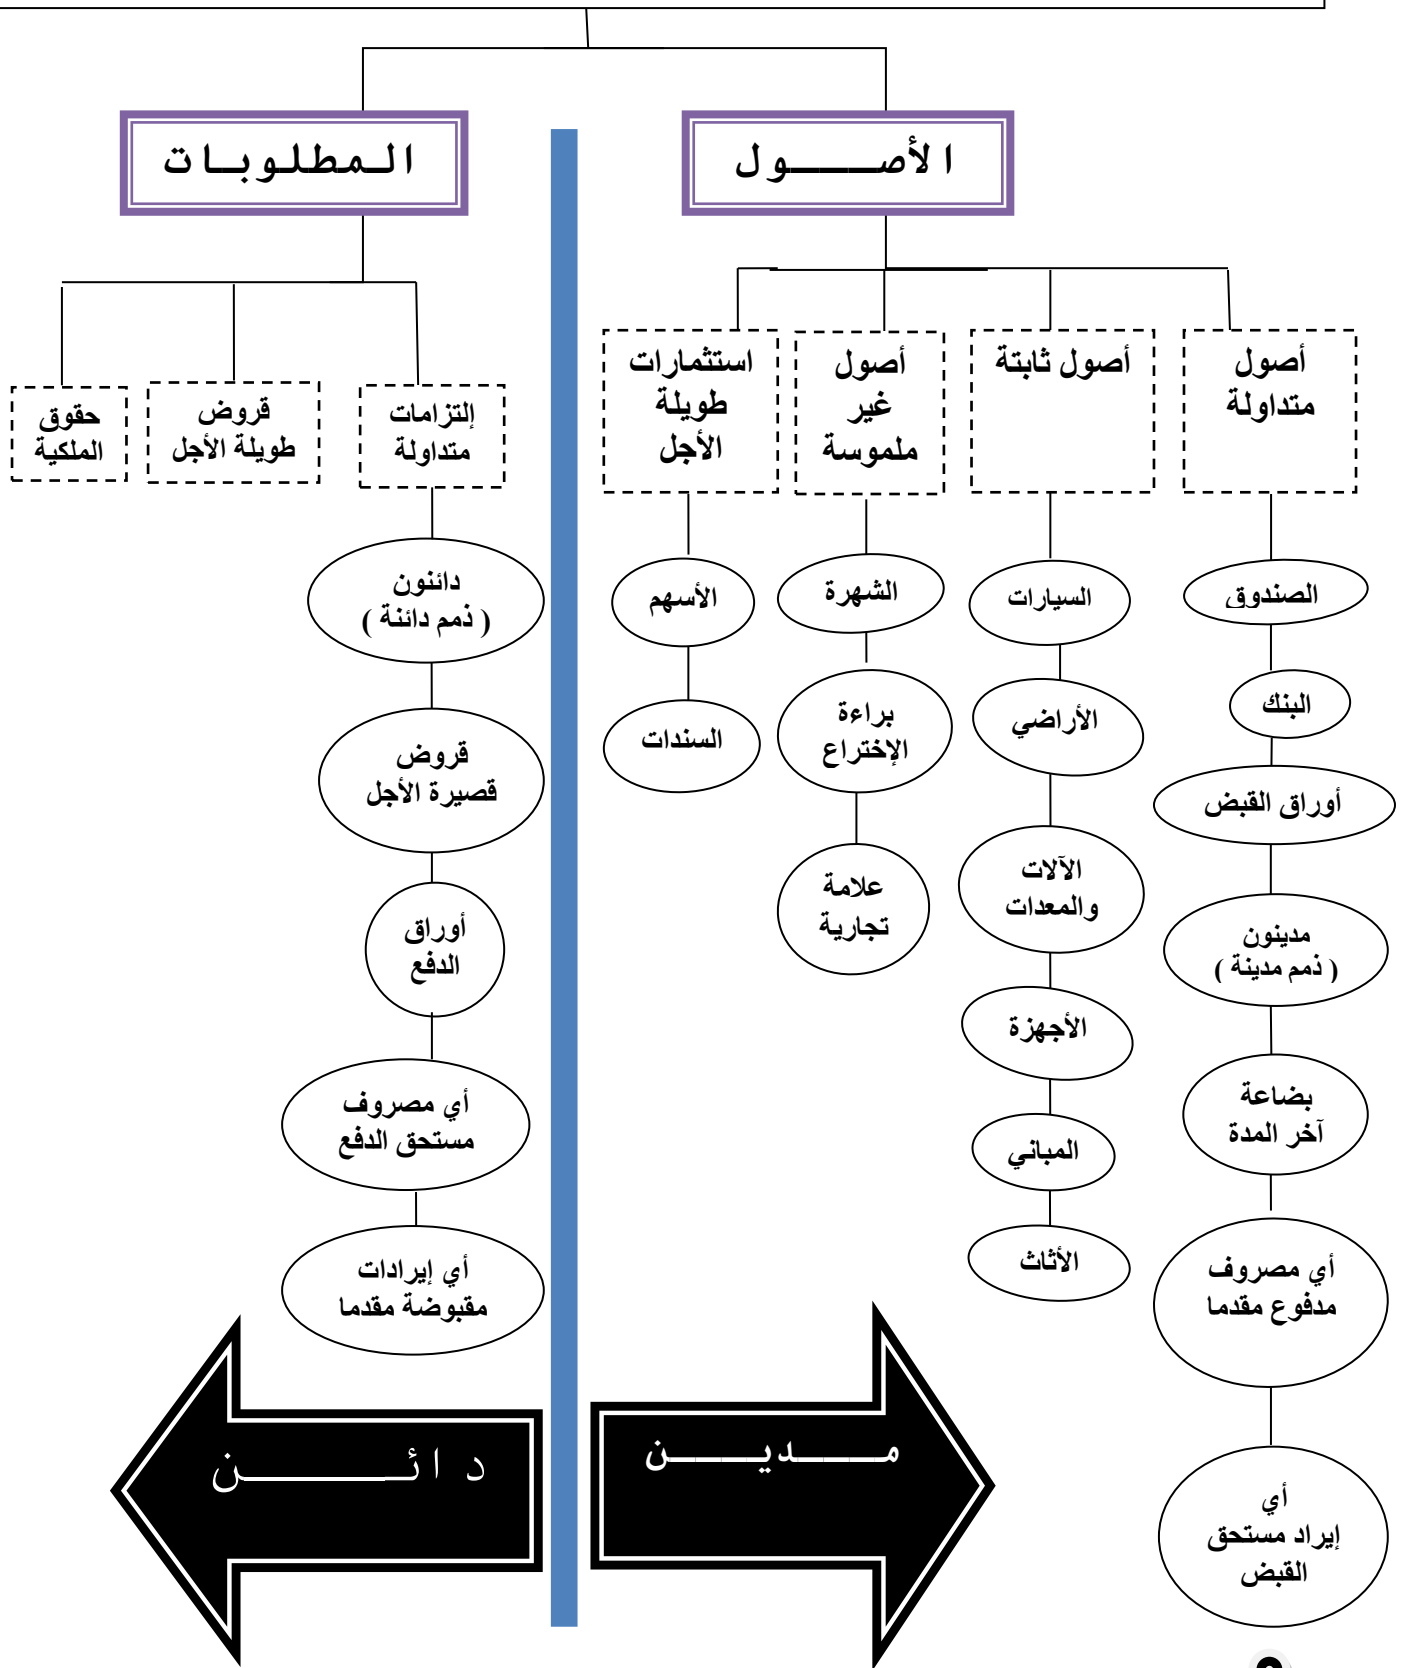 الأصــــول
المطلوبات
أصول
متداولة
أصول ثابتة
أصول
غير
ملموسة
استثمارات
طويلة
الأجل
إلتزامات
متداولة
قروض
طويلة الأجل
حقوق
الملكية
الصندوق
البنك
أوراق القبض
مدينون
( ذمم مدينة )
بضاعة
آخر المدة
أي مصروف
مدفوع مقدما
أي
إيراد مستحق
القبض
السيارات
الأراضي
الآلات
والمعدات
الأجهزة
المباني
الأثاث
الشهرة
براءة
الإختراع
علامة
تجارية
الأسهم
السندات
دائنون
( ذمم دائنة )
قروض
قصيرة الأجل
أوراق
الدفع
أي مصروف
مستحق الدفع
أي إيرادات
مقبوضة مقدما
مــــديــــن
دائــــــن